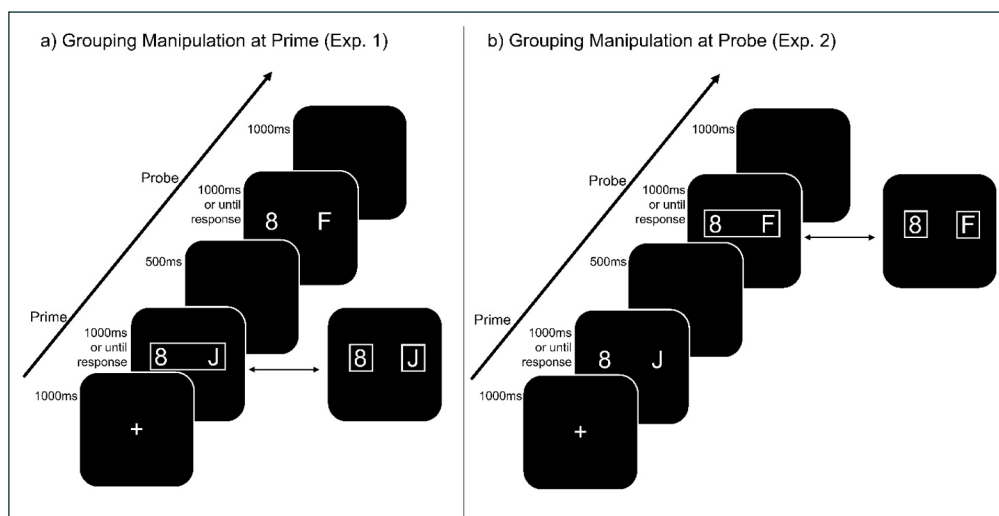 a) Grouping Manipulation at Prime (Exp. 1)
1000ms
Probe
1000ms
or until
response
8 F
500ms
Prime
1000ms
or until
response
8 J
8 J
1000ms
+
b) Grouping Manipulation at Probe (Exp. 2)
1000ms
Probe
1000ms
or until
response
8 F
8 F
500ms
Prime
1000ms
or until
response
8 J
1000ms
+